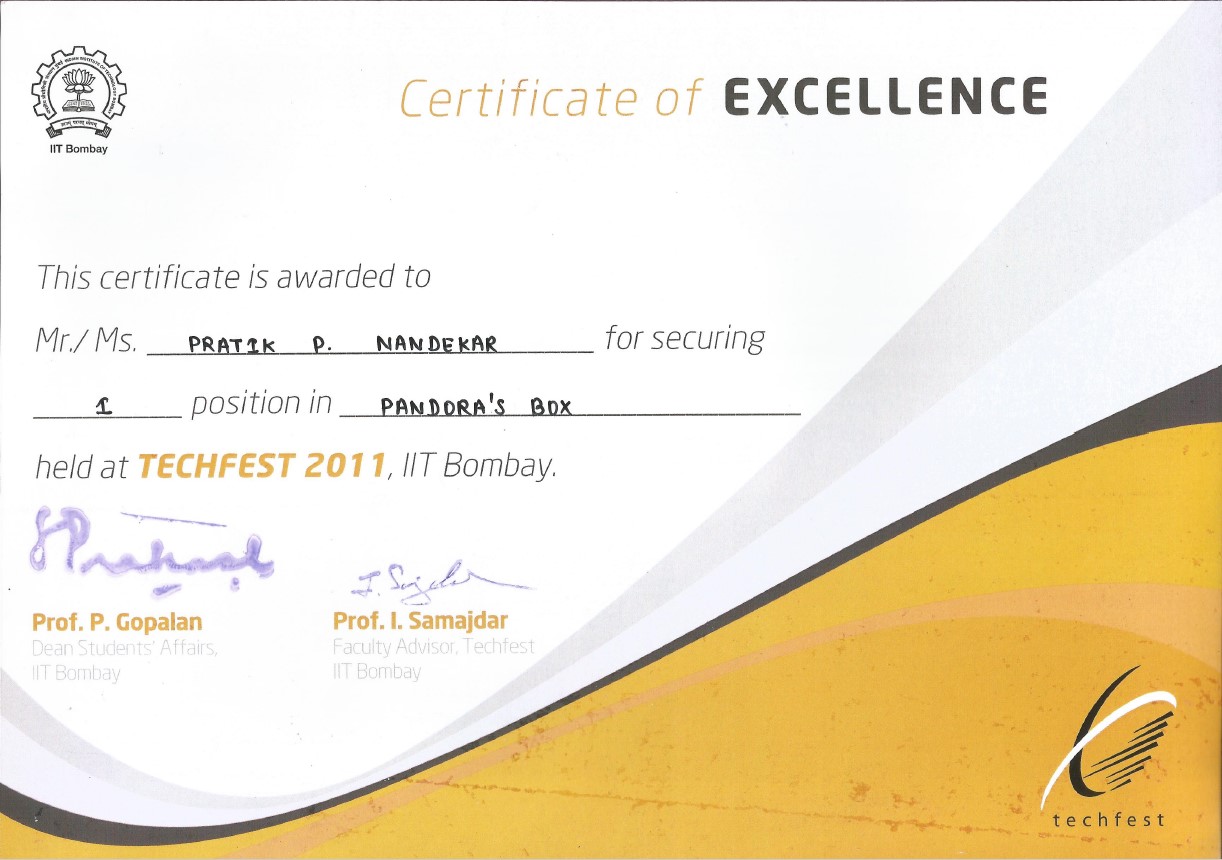 IIT Bombay
Certificate of EXCELLENCE
This certificate is awarded to
Mr./ Ms. PRATIK P. NANDEKAR for securing
1 position in PANDORA'S BOX
held at TECHFEST 2011, IIT Bombay.
Prof. P. Gopalan
Dean Students' Affairs,
IIT Bombay
Prof. I. Samajdar
Faculty Advisor, Techfest
IIT Bombay
techfest